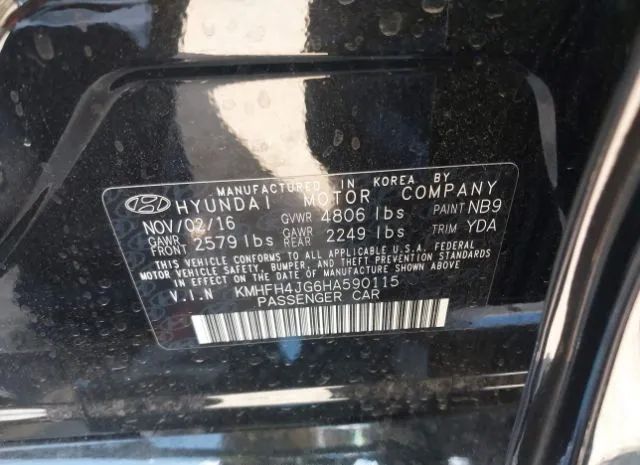 MANUFACTURED IN KOREA BY
HYUNDAI MOTOR COMPANY
NOV/02/16 GVWR 4806 lbs PAINT NB9
GAWR FRONT 2579 lbs GAWR REAR 2249 lbs TRIM YDA
THIS VEHICLE CONFORMS TO ALL APPLICABLE U.S.A. FEDERAL
MOTOR VEHICLE SAFETY, BUMPER, AND THEFT PREVENTION STANDARDS
IN EFFECT ON THE DATE OF MANUFACTURE SHOWN ABOVE.
V.I.N KMHFH4JG6HA590115
PASSENGER CAR